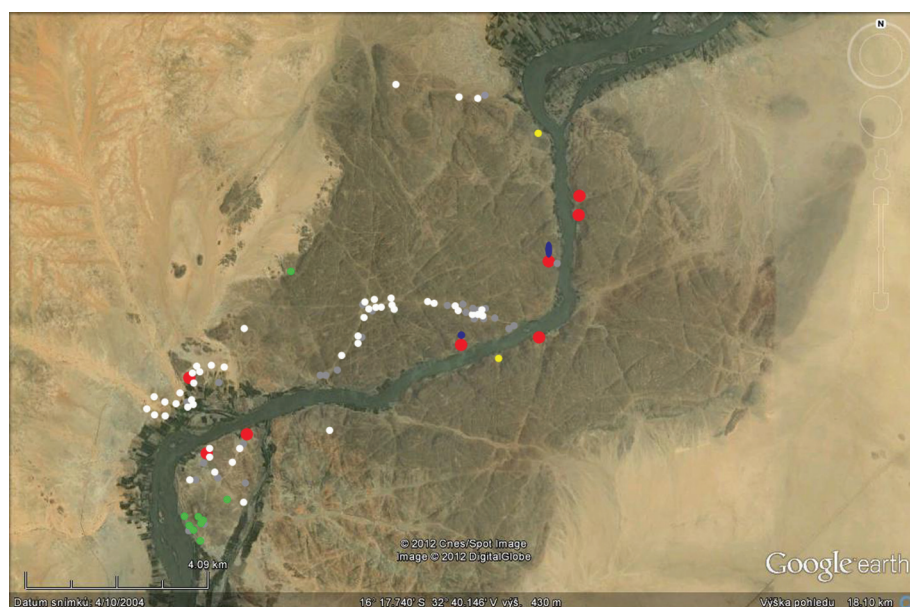 N
© 2012 Cnes/Spot Image
Image © 2012 DigitalGlobe
Google earth
4.09 km
Datum snímků: 4/10/2004 16° 17.740' S 32° 40.146' V výš. 430 m Výška pohledu 18.10 km